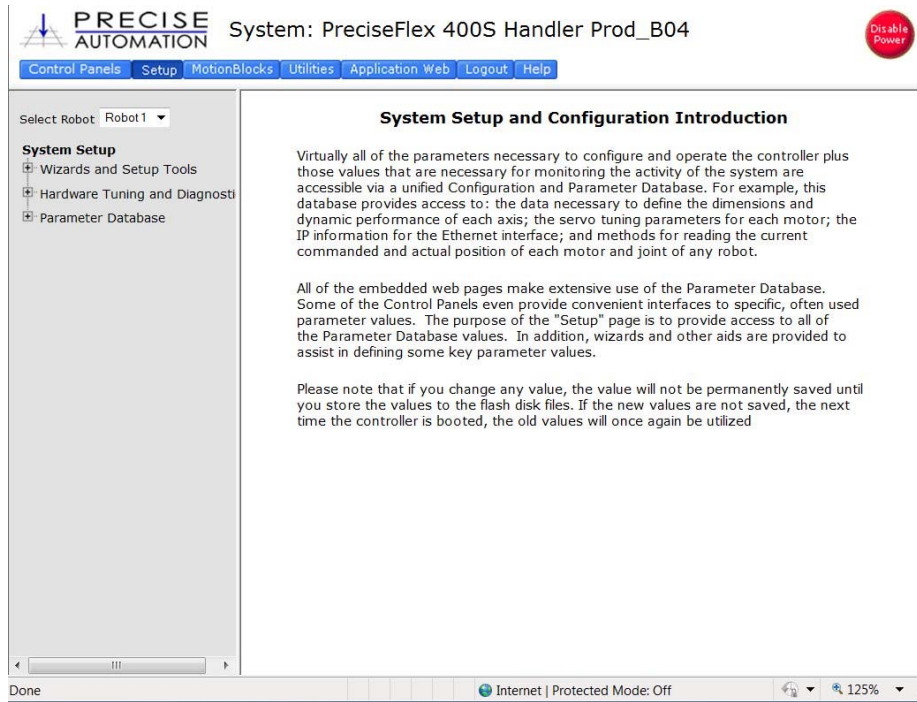 PRECISE
AUTOMATION
System: PreciseFlex 400S Handler Prod_B04
Disable
Power
Control Panels Setup MotionBlocks Utilities Application Web Logout Help
Select Robot Robot1
System Setup
Wizards and Setup Tools
Hardware Tuning and Diagnosti
Parameter Database
System Setup and Configuration Introduction
Virtually all of the parameters necessary to configure and operate the controller plus
those values that are necessary for monitoring the activity of the system are
accessible via a unified Configuration and Parameter Database. For example, this
database provides access to: the data necessary to define the dimensions and
dynamic performance of each axis; the servo tuning parameters for each motor; the
IP information for the Ethernet interface; and methods for reading the current
commanded and actual position of each motor and joint of any robot.
All of the embedded web pages make extensive use of the Parameter Database.
Some of the Control Panels even provide convenient interfaces to specific, often used
parameter values. The purpose of the "Setup" page is to provide access to all of
the Parameter Database values. In addition, wizards and other aids are provided to
assist in defining some key parameter values.
Please note that if you change any value, the value will not be permanently saved until
you store the values to the flash disk files. If the new values are not saved, the next
time the controller is booted, the old values will once again be utilized
Done
Internet | Protected Mode: Off
125%